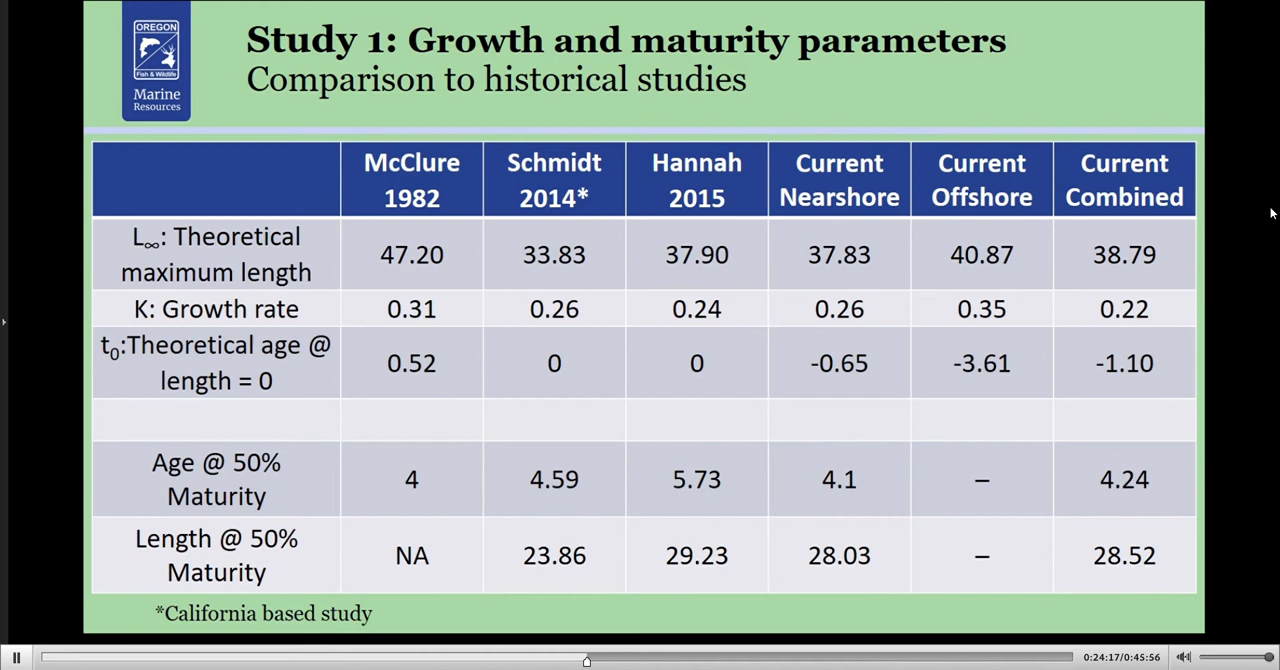 OREGON
Fish & Wildlife
Marine
Resources
Study 1: Growth and maturity parameters
Comparison to historical studies
McClure 1982 Schmidt 2014* Hannah 2015 Current Nearshore Current Offshore Current Combined
L∞: Theoretical maximum length 47.20 33.83 37.90 37.83 40.87 38.79
K: Growth rate 0.31 0.26 0.24 0.26 0.35 0.22
t0:Theoretical age @ length = 0 0.52 0 0 -0.65 -3.61 -1.10
Age @ 50% Maturity 4 4.59 5.73 4.1 – 4.24
Length @ 50% Maturity NA 23.86 29.23 28.03 – 28.52
*California based study
0:24:17/0:45:56